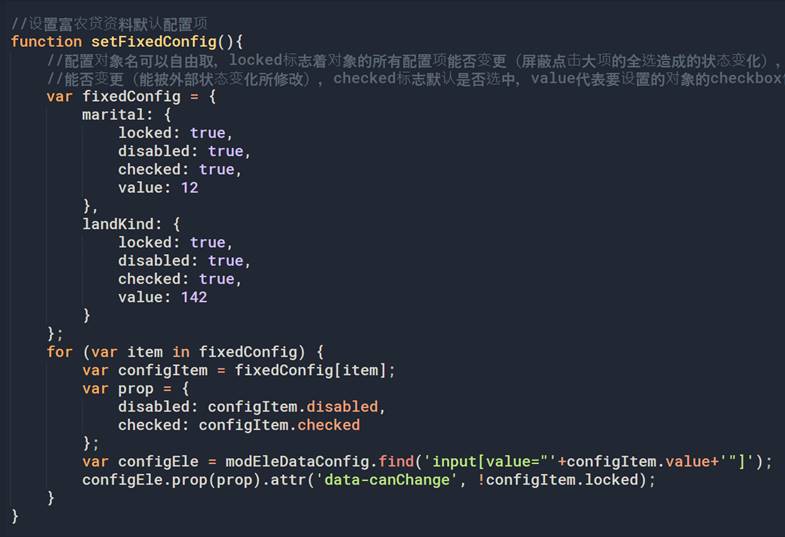 //设置富农贷资料默认配置项
function setFixedConfig(){
//配置对象名可以自由取，locked标志着对象的所有配置项能否变更（屏蔽点击大项的全选造成的状态变化），
//能否变更（能被外部状态变化所修改），checked标志默认是否选中，value代表要设置的对象的checkbox
var fixedConfig = {
marital: {
locked: true,
disabled: true,
checked: true,
value: 12
},
landKind: {
locked: true,
disabled: true,
checked: true,
value: 142
}
};
for (var item in fixedConfig) {
var configItem = fixedConfig[item];
var prop = {
disabled: configItem.disabled,
checked: configItem.checked
};
var configEle = modEleDataConfig.find('input[value="'+configItem.value+'"]');
configEle.prop(prop).attr('data-canChange', !configItem.locked);
}
}